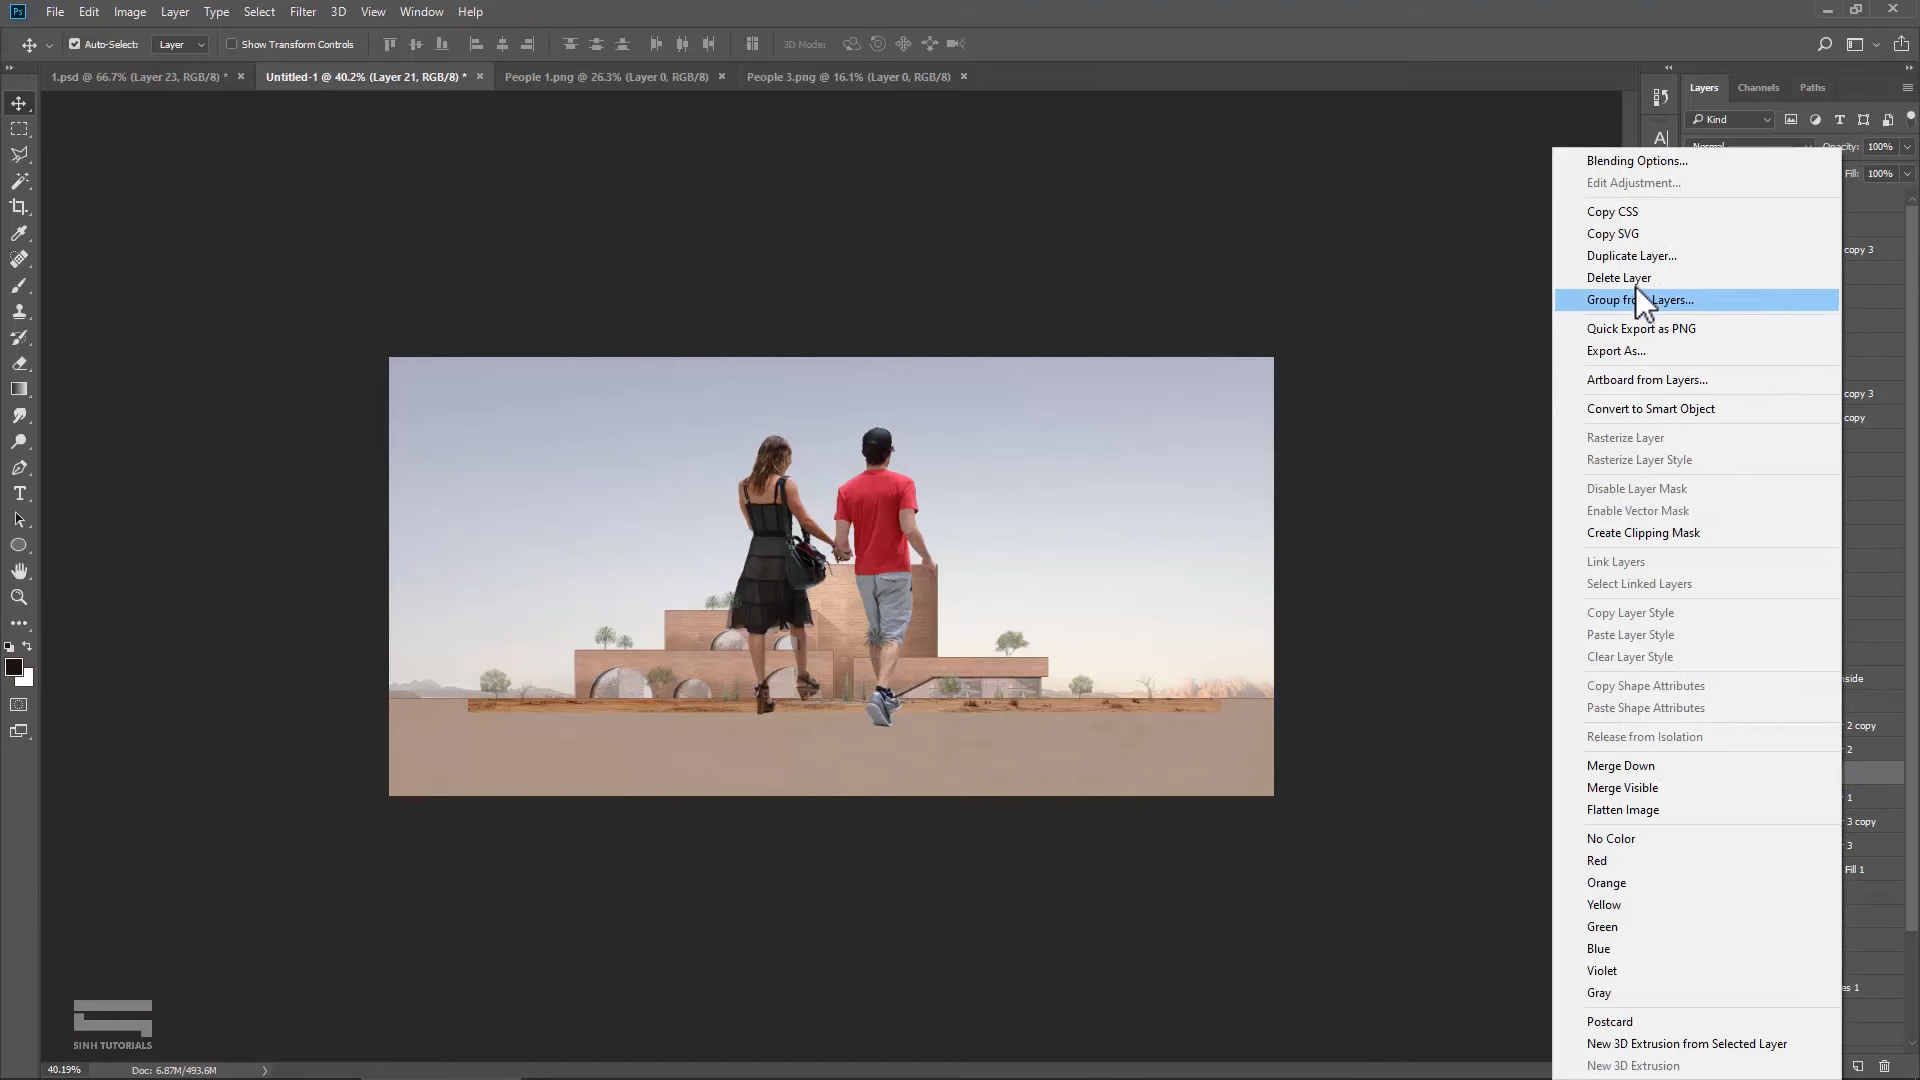 Ps File Edit Image Layer Type Select Filter 3D View Window Help
Auto-Select: Layer Show Transform Controls 3D Mode:
1.psd @ 66.7% (Layer 23, RGB/8) * × Untitled-1 @ 40.2% (Layer 21, RGB/8) * × People 1.png @ 26.3% (Layer 0, RGB/8) × People 3.png @ 16.1% (Layer 0, RGB/8) ×
Layers Channels Paths
Kind
Normal Opacity: 100%
Fill: 100%
Blending Options...
Edit Adjustment...
Copy CSS
Copy SVG
Duplicate Layer...
copy 3
Delete Layer
Group from Layers...
Quick Export as PNG
Export As...
Artboard from Layers...
copy 3
Convert to Smart Object
copy
Rasterize Layer
Rasterize Layer Style
Disable Layer Mask
Enable Vector Mask
Create Clipping Mask
Link Layers
Select Linked Layers
Copy Layer Style
Paste Layer Style
Clear Layer Style
Copy Shape Attributes
Paste Shape Attributes
2 copy
Release from Isolation
2
Merge Down
Merge Visible
1
Flatten Image
3 copy
No Color
3
Red
Fill 1
Orange
Yellow
Green
Blue
Violet
Gray
1
Postcard
New 3D Extrusion from Selected Layer
New 3D Extrusion
SINH TUTORIALS
40.19% Doc: 6.87M/493.6M